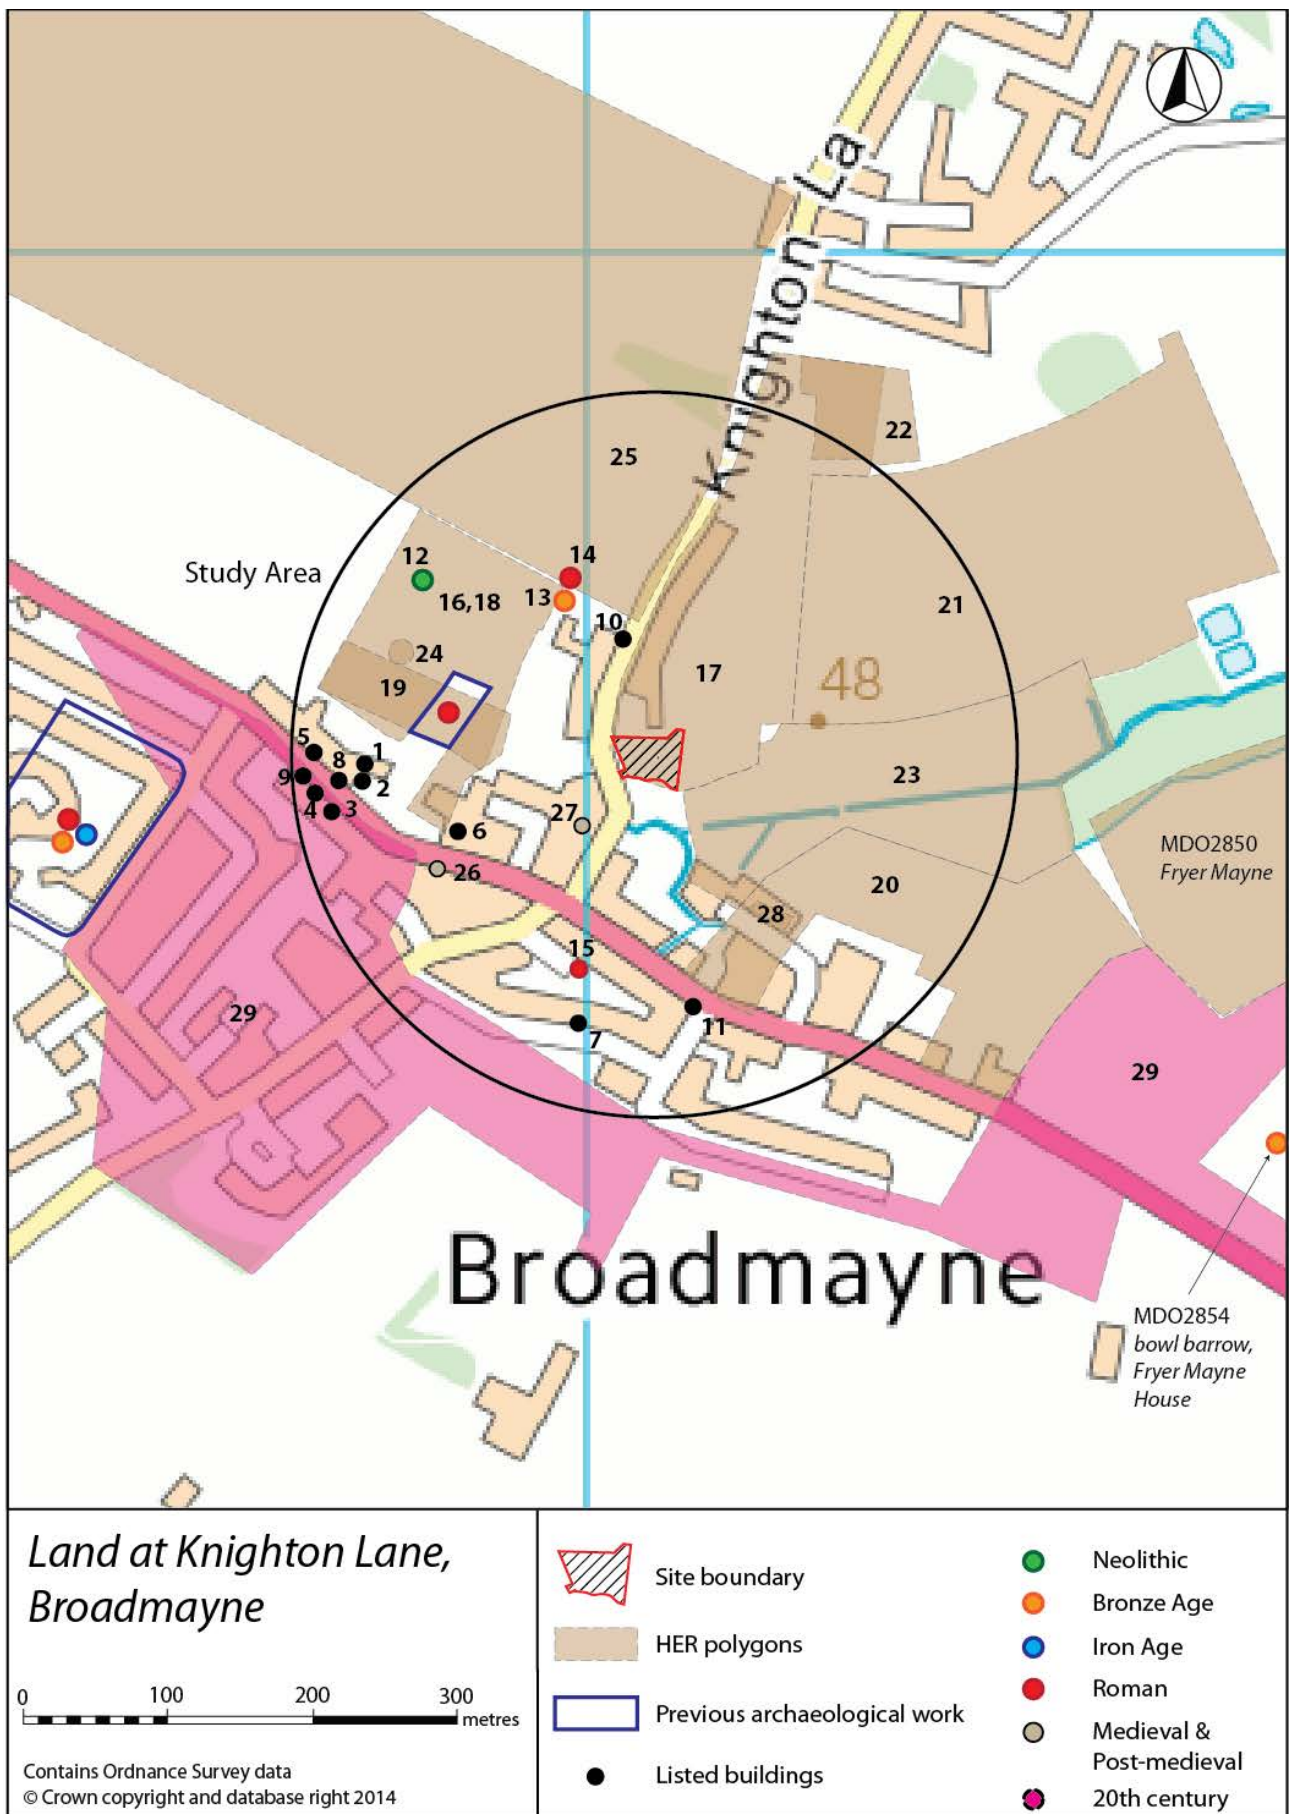 Knighton La
22
25
Study Area
12
14
16,18
13
10
21
24
17
48
19
5
1
8
9
2
23
4
3
27
6
MDO2850
Fryer Mayne
26
20
28
15
29
11
7
29
Broadmayne
MDO2854
bowl barrow,
Fryer Mayne
House
Land at Knighton Lane,
Broadmayne
0 100 200 300
metres
Contains Ordnance Survey data
© Crown copyright and database right 2014
Site boundary
HER polygons
Previous archaeological work
Listed buildings
Neolithic
Bronze Age
Iron Age
Roman
Medieval &
Post-medieval
20th century